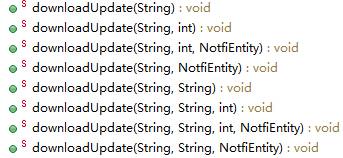 S downloadUpdate(String) : void
S downloadUpdate(String, int) : void
S downloadUpdate(String, int, NotfiEntity) : void
S downloadUpdate(String, NotfiEntity) : void
S downloadUpdate(String, String) : void
S downloadUpdate(String, String, int) : void
S downloadUpdate(String, String, int, NotfiEntity) : void
S downloadUpdate(String, String, NotfiEntity) : void